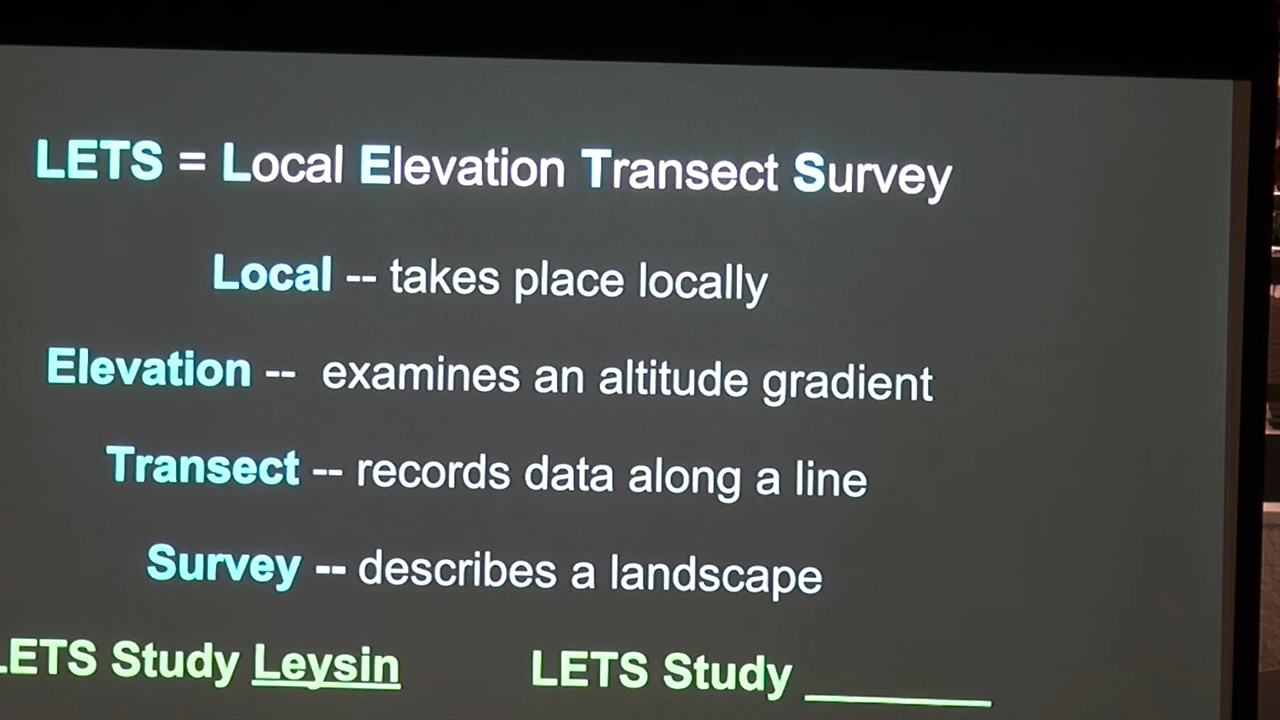 LETS = Local Elevation Transect Survey
Local -- takes place locally
Elevation -- examines an altitude gradient
Transect -- records data along a line
Survey -- describes a landscape
LETS Study Leysin LETS Study _______